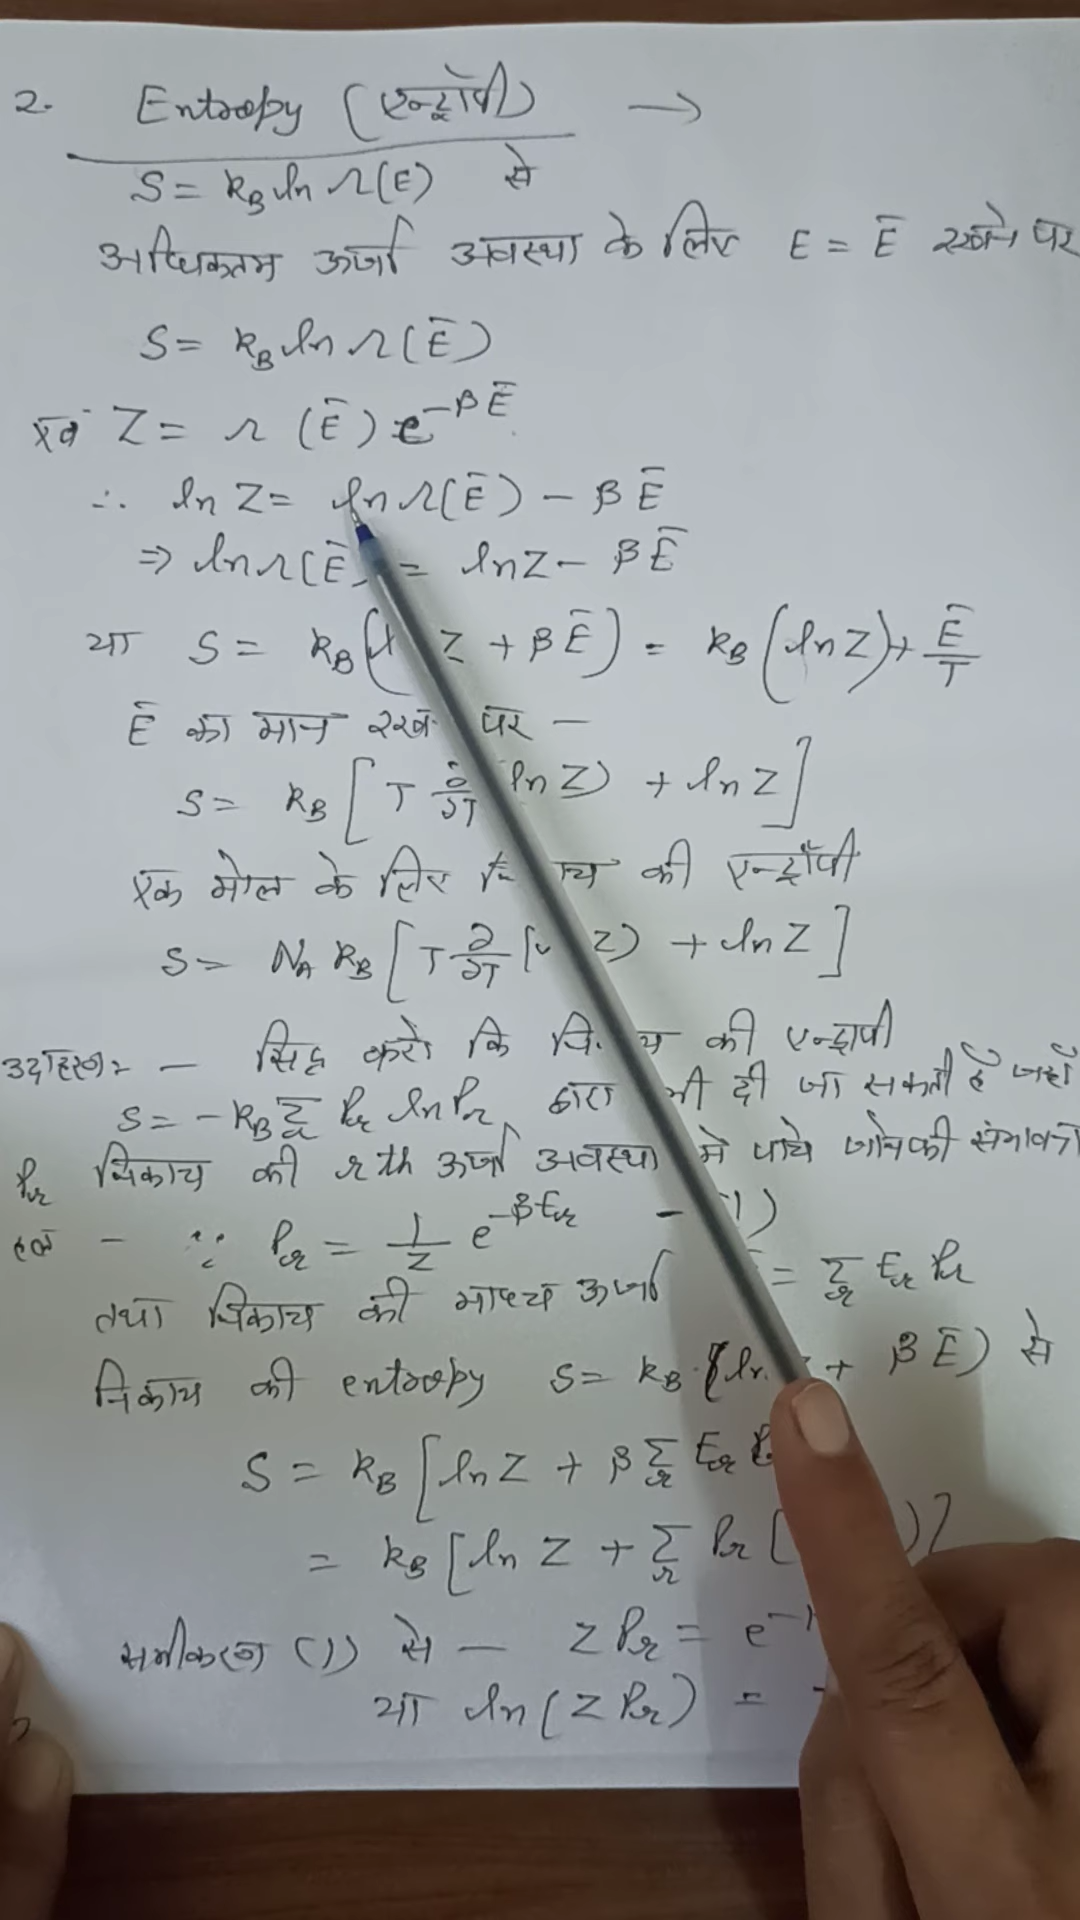 2. Entropy (एन्ट्रॉपी) →
S = k_B ln Ω(E) से
अधिकतम ऊर्जा अवस्था के लिए E = Ē रखने पर
S = k_B ln Ω(Ē)
एवं Z = Ω (Ē) e^{-βĒ}
∴ ln Z = ln Ω(Ē) - βĒ
⇒ ln Ω(Ē) = ln Z - βĒ
या S = k_B ( Z + βĒ) = k_B (ln Z) + Ē/T
Ē का मान पर -
S = k_B [ T ∂/∂T (ln Z) + ln Z ]
एक मोल के लिए की एन्ट्रॉपी
S = N_A k_B [ T ∂/∂T Z) + ln Z ]
उदाहरण:- - सिद्ध करो कि की एन्ट्रापी
S = -k_B Σ_r P_r ln P_r द्वारा भी दी जा सकती है जहाँ
P_r निकाय की r th ऊर्जा अवस्था मे पाये जाने की संभावना
हल - ∵ P_r = 1/Z e^{-βE_r} - (1)
तथा निकाय की माध्य ऊर्जा = Σ_r E_r P_r
निकाय की entropy S = k_B (ln + βĒ) से
S = k_B [ ln Z + β Σ_r E_r
= k_B [ ln Z + Σ_r P_r ( )]
समीकरण (1) से - Z P_r = e^-
या ln (Z P_r) = -